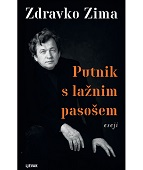 Zdravko Zima
Putnik
s lažnim
pasošem
eseji